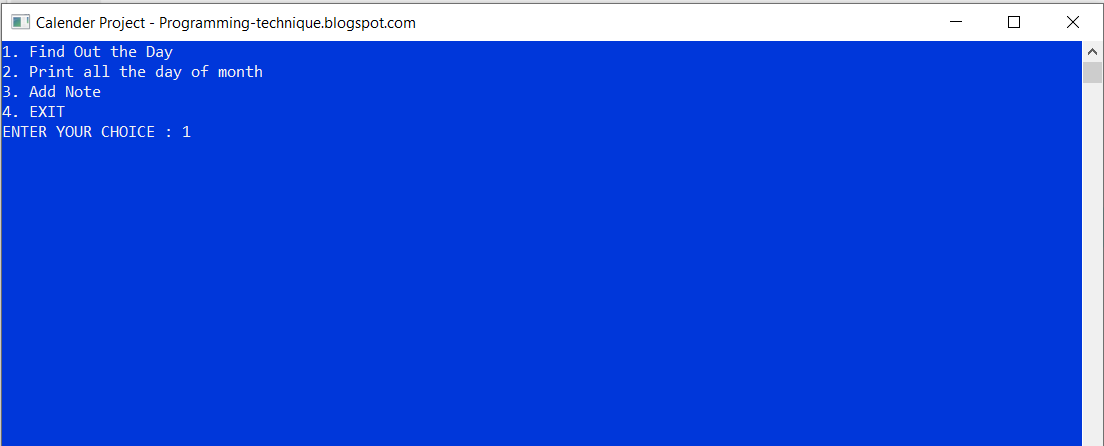 Calender Project - Programming-technique.blogspot.com
1. Find Out the Day
2. Print all the day of month
3. Add Note
4. EXIT
ENTER YOUR CHOICE : 1